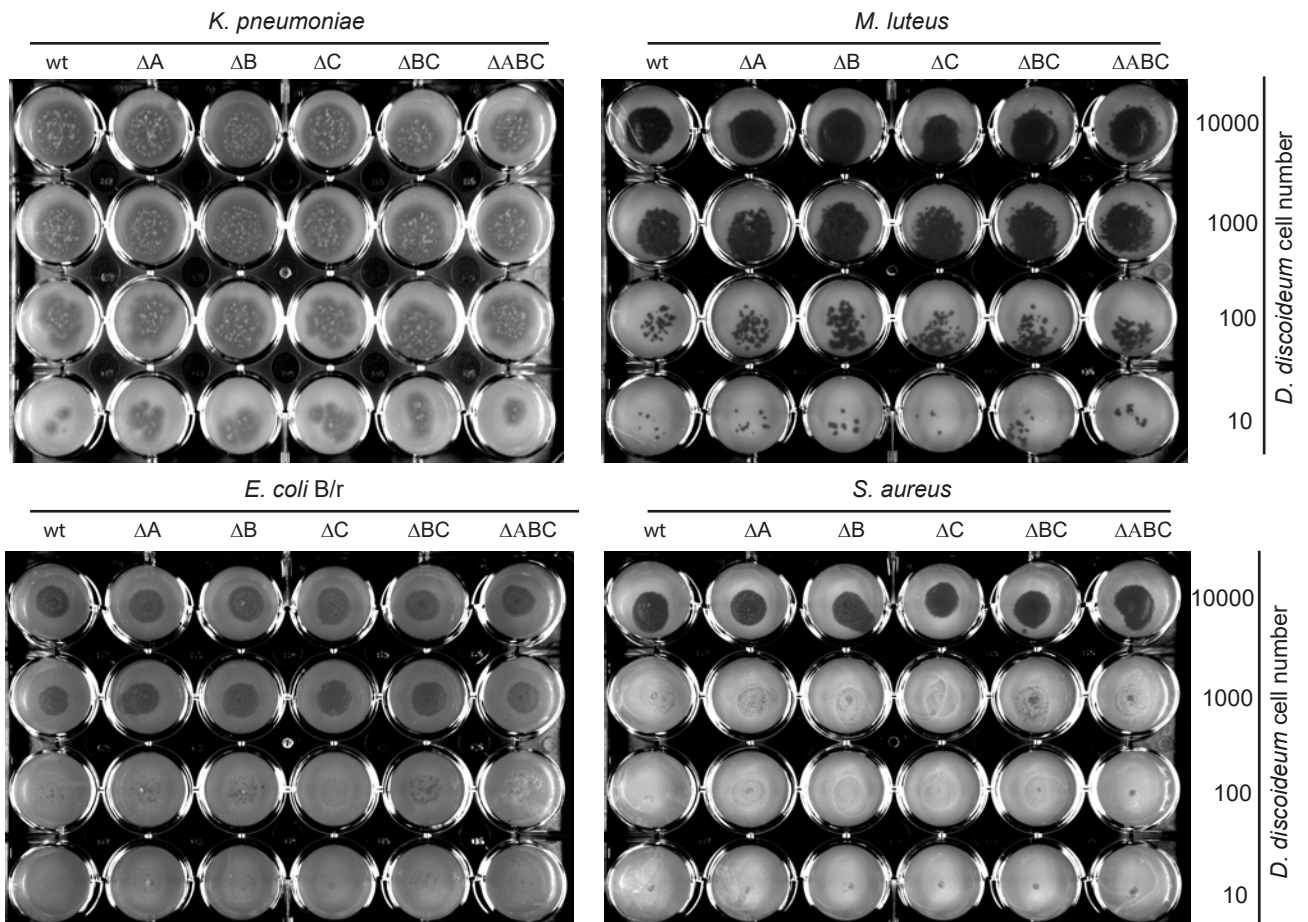 K. pneumoniae
wt ΔA ΔB ΔC ΔBC ΔABC
M. luteus
wt ΔA ΔB ΔC ΔBC ΔABC
10000
1000
100
10
D. discoideum cell number
E. coli B/r
wt ΔA ΔB ΔC ΔBC ΔABC
S. aureus
wt ΔA ΔB ΔC ΔBC ΔABC
10000
1000
100
10
D. discoideum cell number